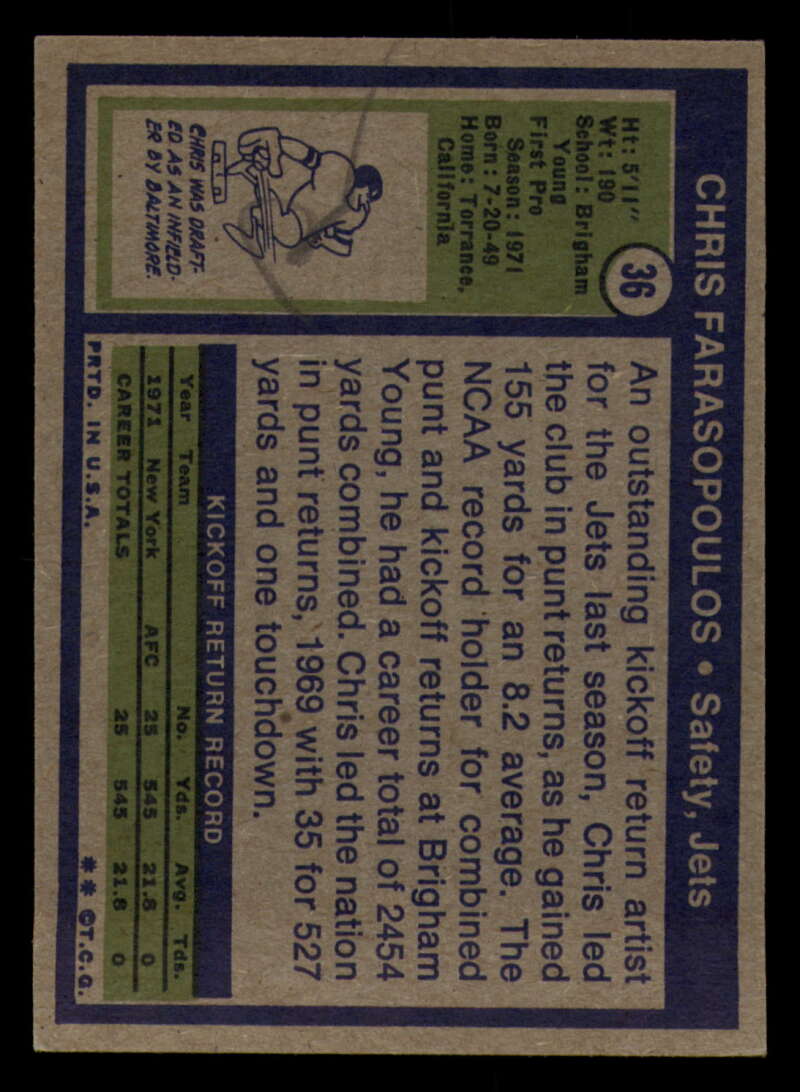 CHRIS FARASOPOULOS • Safety, Jets
36
Ht: 5'11"
Wt: 190
School: Brigham
Young
First Pro
Season: 1971
Born: 7-20-49
Home: Torrance,
California
CHRIS WAS DRAFT-
ED AS AN INFIELD-
ER BY BALTIMORE.
An outstanding kickoff return artist
for the Jets last season, Chris led
the club in punt returns, as he gained
155 yards for an 8.2 average. The
NCAA record holder for combined
punt and kickoff returns at Brigham
Young, he had a career total of 2454
yards combined. Chris led the nation
in punt returns, 1969 with 35 for 527
yards and one touchdown.
KICKOFF RETURN RECORD
Year Team No. Yds. Avg. Tds.
1971 New York AFC 25 545 21.8 0
CAREER TOTALS 25 545 21.8 0
PRTD. IN U.S.A. ** ©T.C.G.